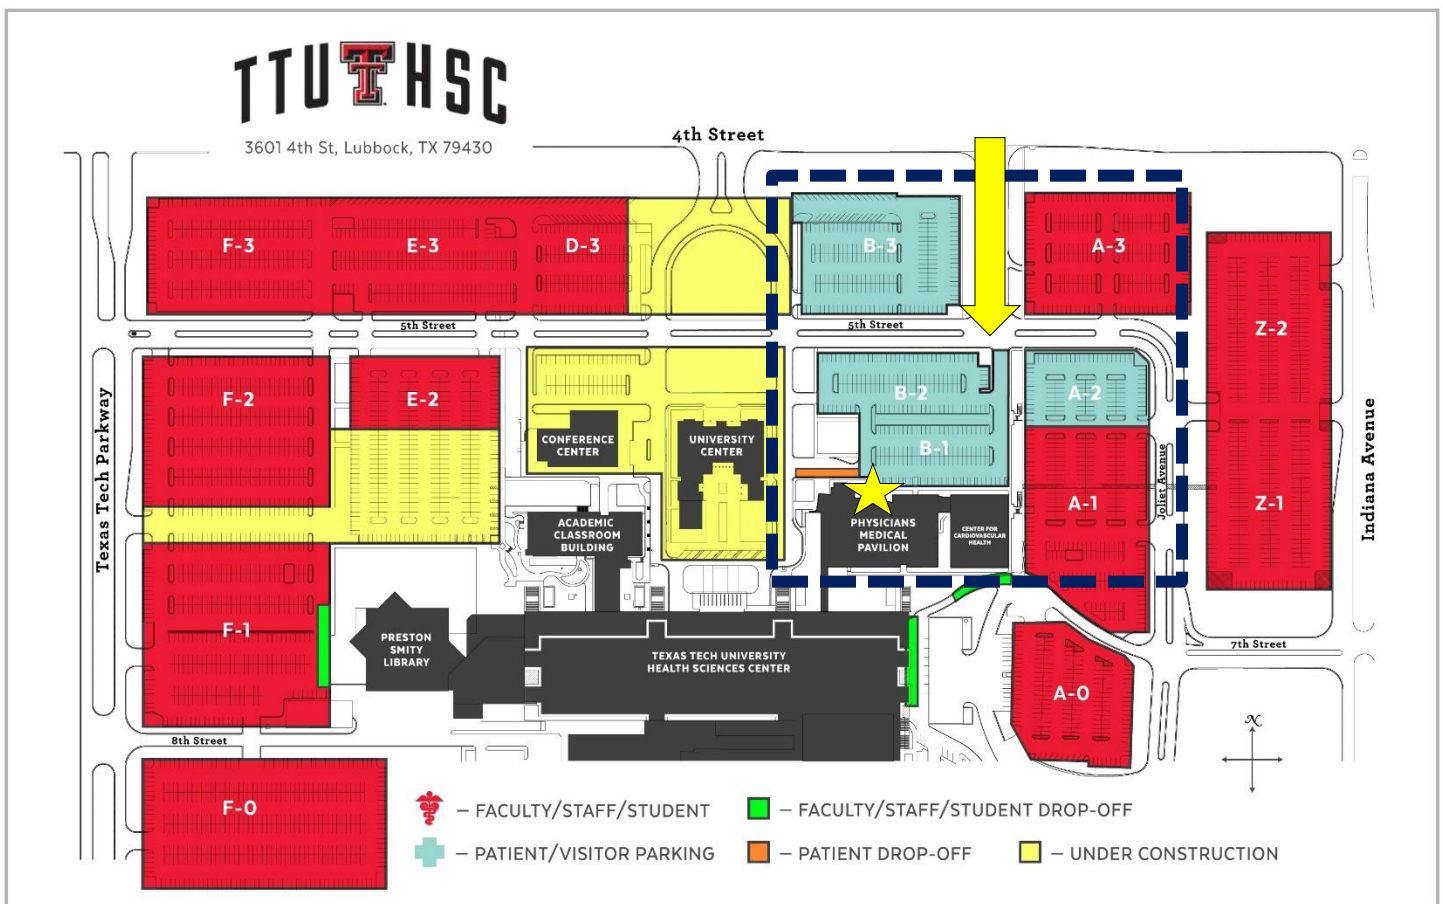 TTU HSC
3601 4th St, Lubbock, TX 79430
4th Street
F-3
E-3
D-3
B-3
A-3
5th Street
5th Street
Z-2
F-2
E-2
B-2
A-2
Texas Tech Parkway
CONFERENCE
CENTER
UNIVERSITY
CENTER
B-1
Indiana Avenue
Joliet Avenue
A-1
Z-1
ACADEMIC
CLASSROOM
BUILDING
PHYSICIANS
MEDICAL
PAVILION
CENTER FOR
CARDIOVASCULAR
HEALTH
F-1
PRESTON
SMITY
LIBRARY
TEXAS TECH UNIVERSITY
HEALTH SCIENCES CENTER
7th Street
A-0
8th Street
N
F-0
– FACULTY/STAFF/STUDENT
– FACULTY/STAFF/STUDENT DROP-OFF
– PATIENT/VISITOR PARKING
– PATIENT DROP-OFF
– UNDER CONSTRUCTION